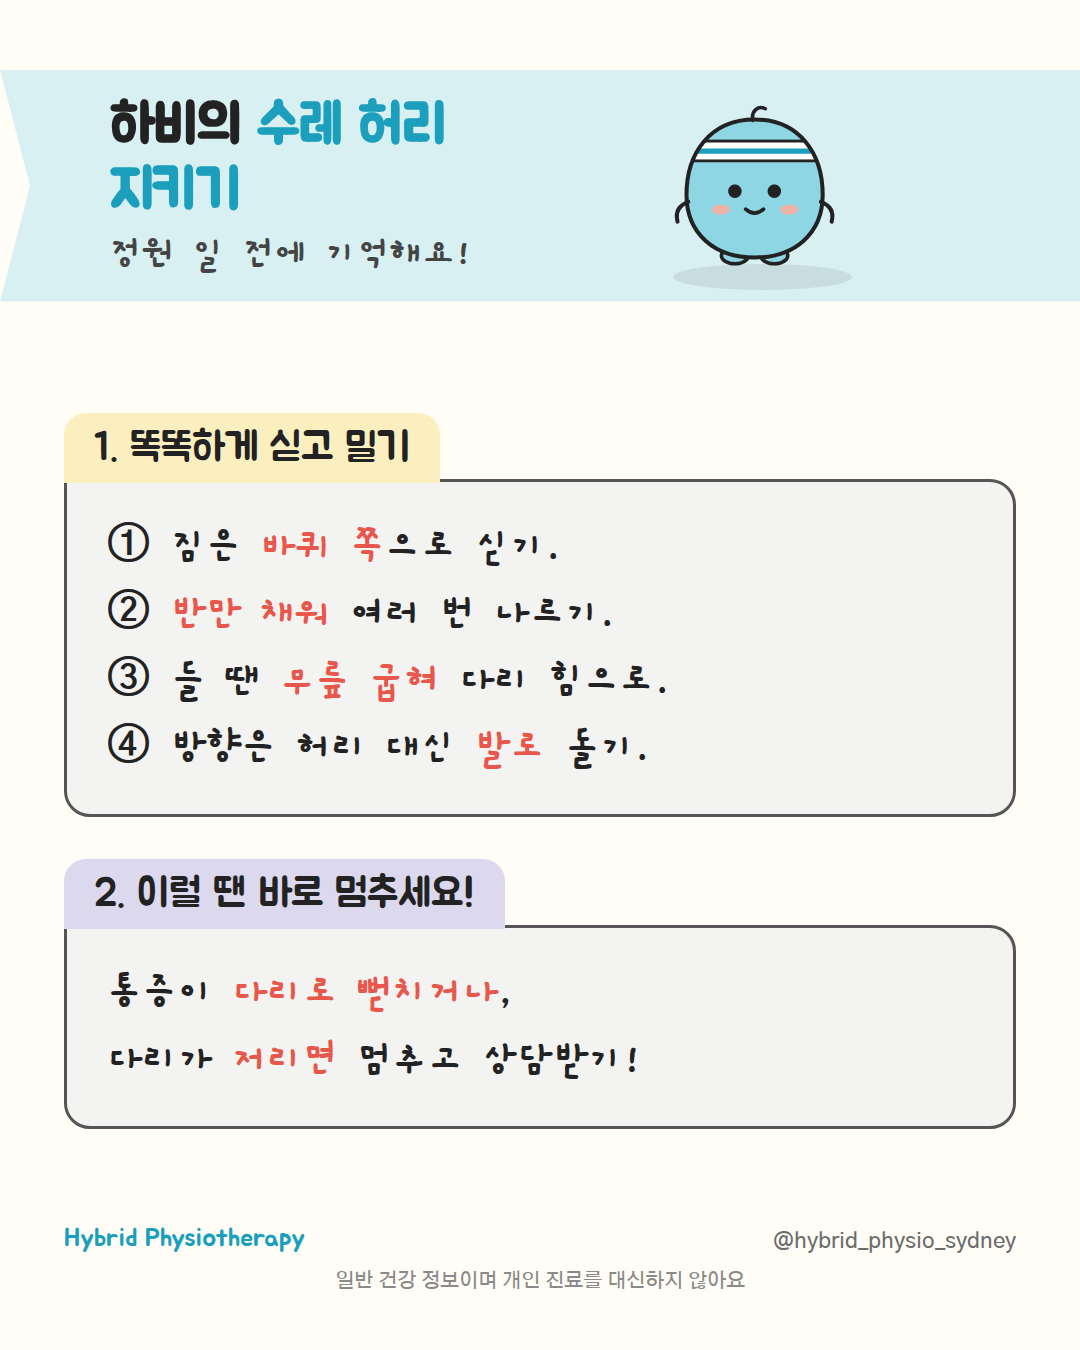 하비의 수레 허리
지키기
정원 일 전에 기억해요!
1. 똑똑하게 싣고 밀기
① 짐은 바퀴 쪽으로 싣기.
② 반만 채워 여러 번 나르기.
③ 들 땐 무릎 굽혀 다리 힘으로.
④ 방향은 허리 대신 발로 돌기.
2. 이럴 땐 바로 멈추세요!
통증이 다리로 뻗치거나,
다리가 저리면 멈추고 상담받기!
Hybrid Physiotherapy
@hybrid_physio_sydney
일반 건강 정보이며 개인 진료를 대신하지 않아요